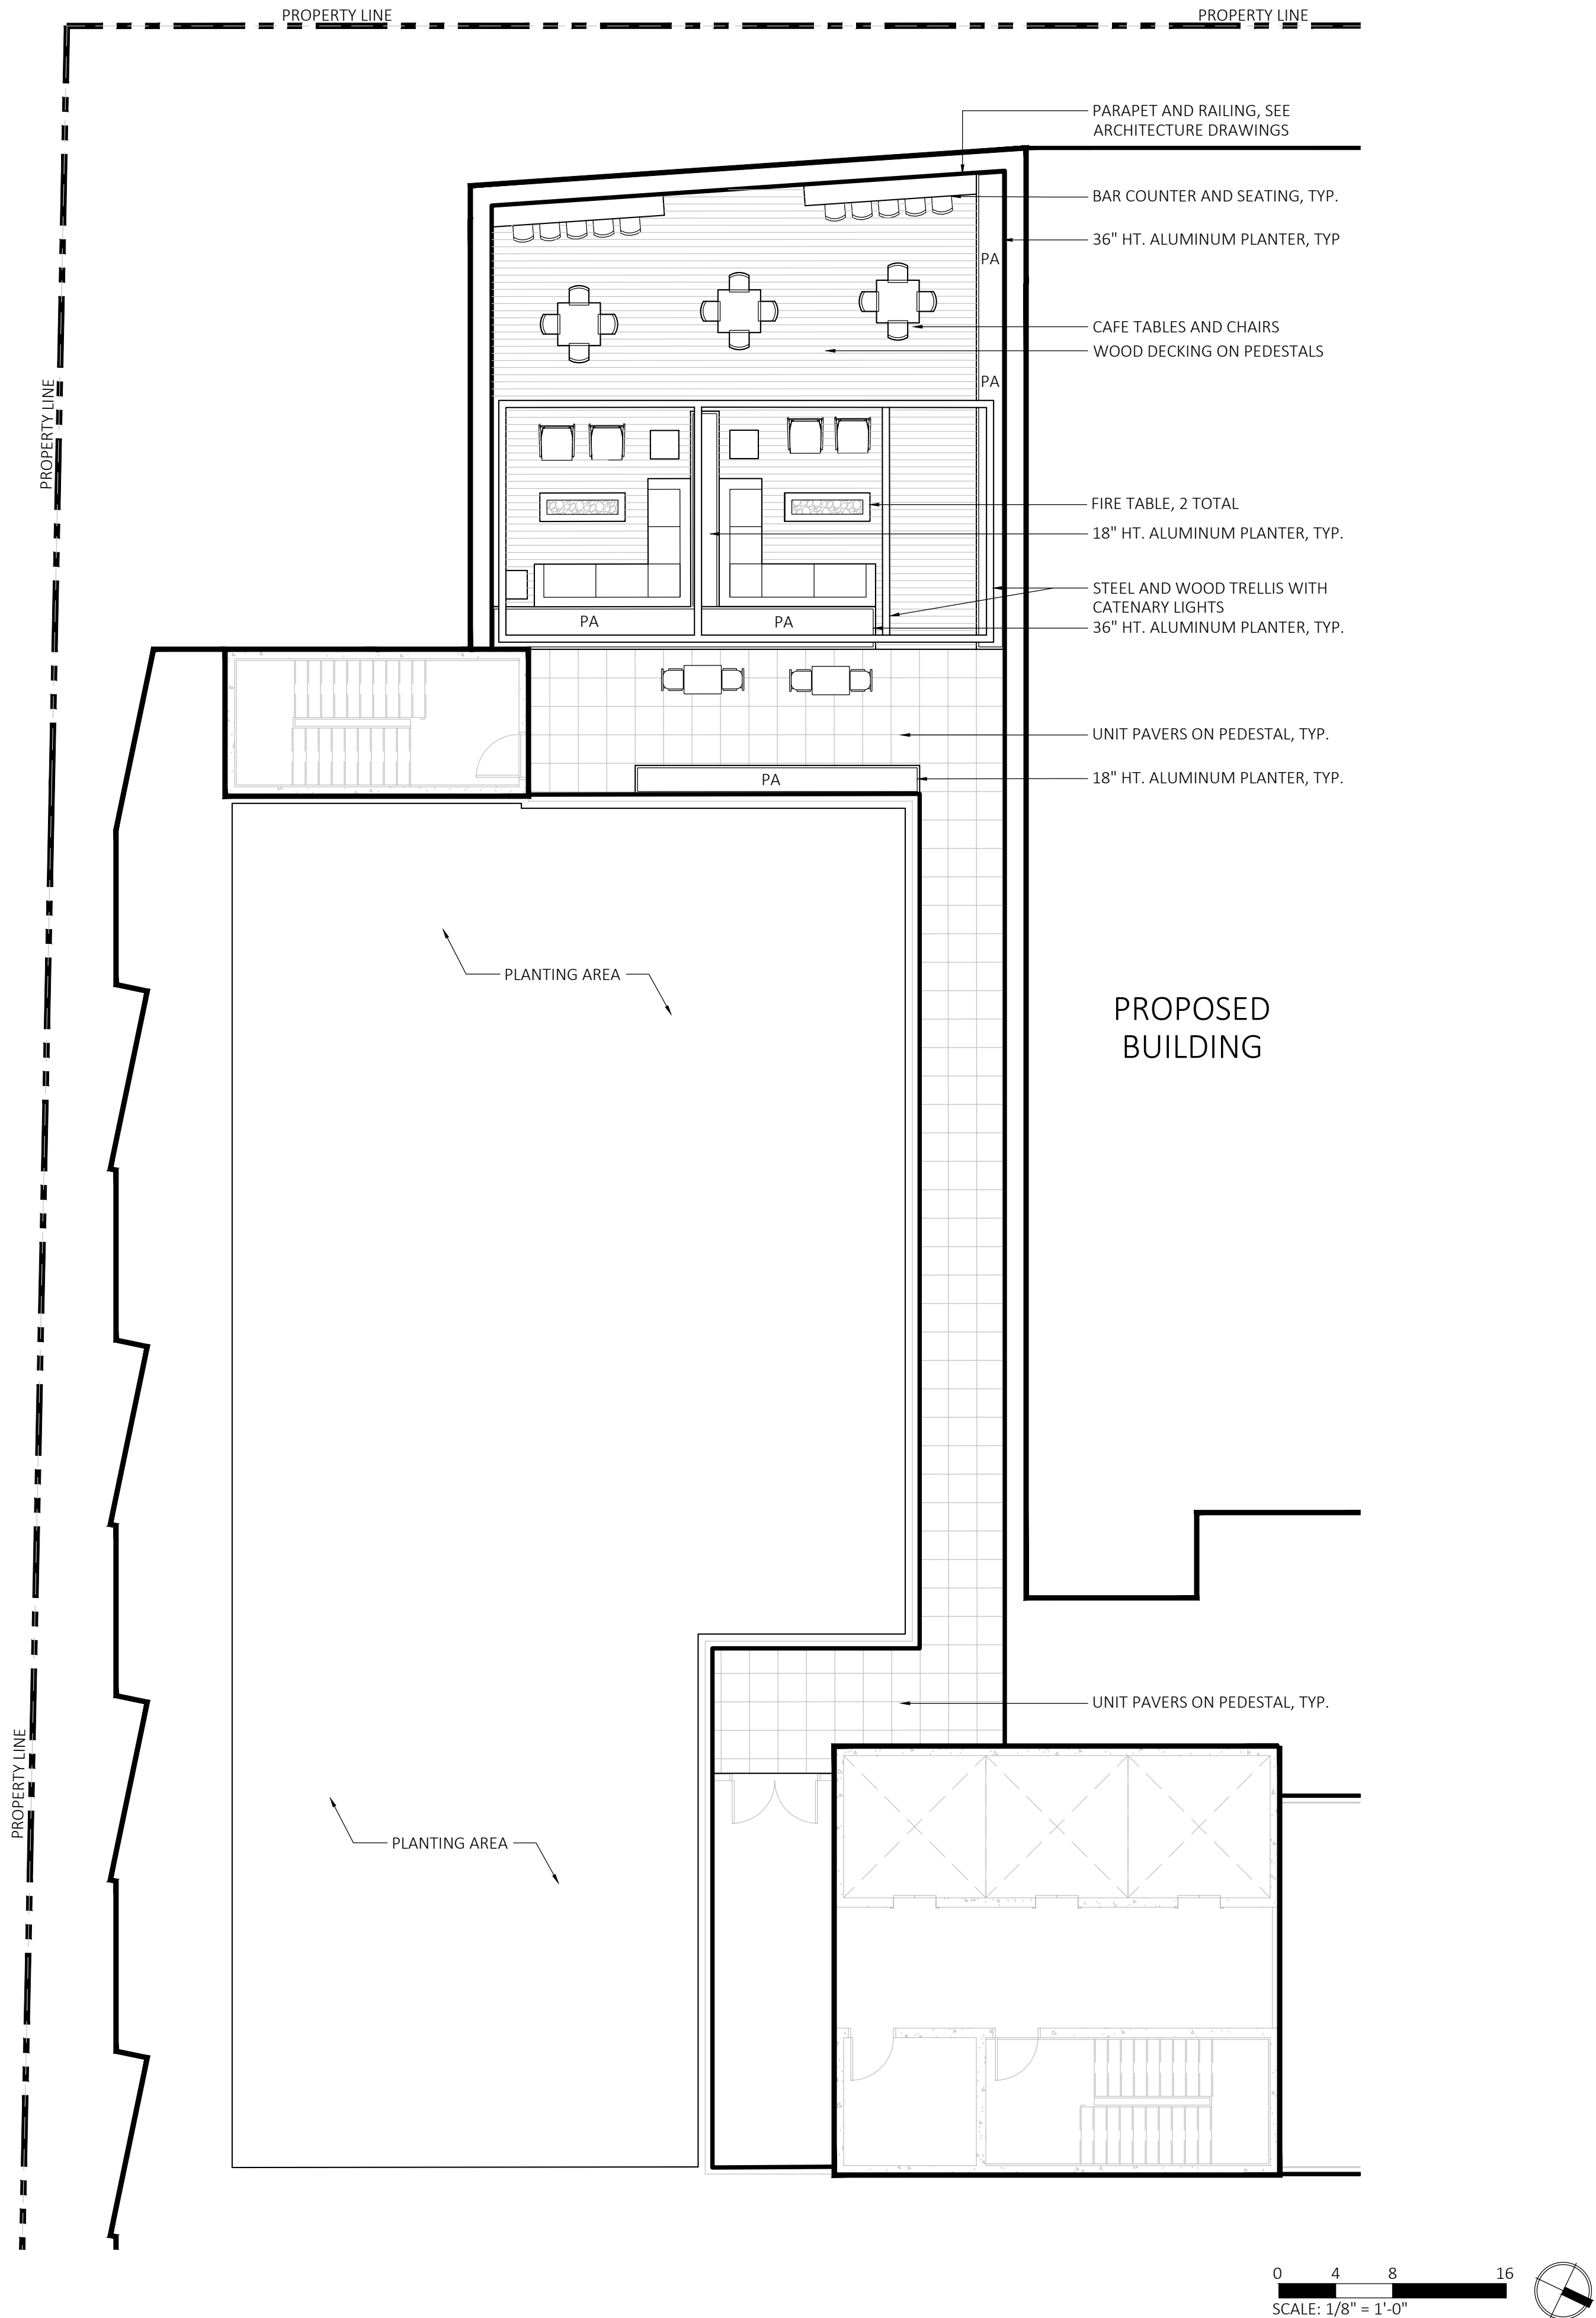 PROPERTY LINE
PROPERTY LINE
PARAPET AND RAILING, SEE
ARCHITECTURE DRAWINGS
BAR COUNTER AND SEATING, TYP.
36" HT. ALUMINUM PLANTER, TYP
PA
CAFE TABLES AND CHAIRS
WOOD DECKING ON PEDESTALS
PA
PROPERTY LINE
FIRE TABLE, 2 TOTAL
18" HT. ALUMINUM PLANTER, TYP.
STEEL AND WOOD TRELLIS WITH
CATENARY LIGHTS
PA
PA
36" HT. ALUMINUM PLANTER, TYP.
UNIT PAVERS ON PEDESTAL, TYP.
PA
18" HT. ALUMINUM PLANTER, TYP.
PLANTING AREA
PROPOSED
BUILDING
UNIT PAVERS ON PEDESTAL, TYP.
PROPERTY LINE
PLANTING AREA
0 4 8 16
SCALE: 1/8" = 1'-0"